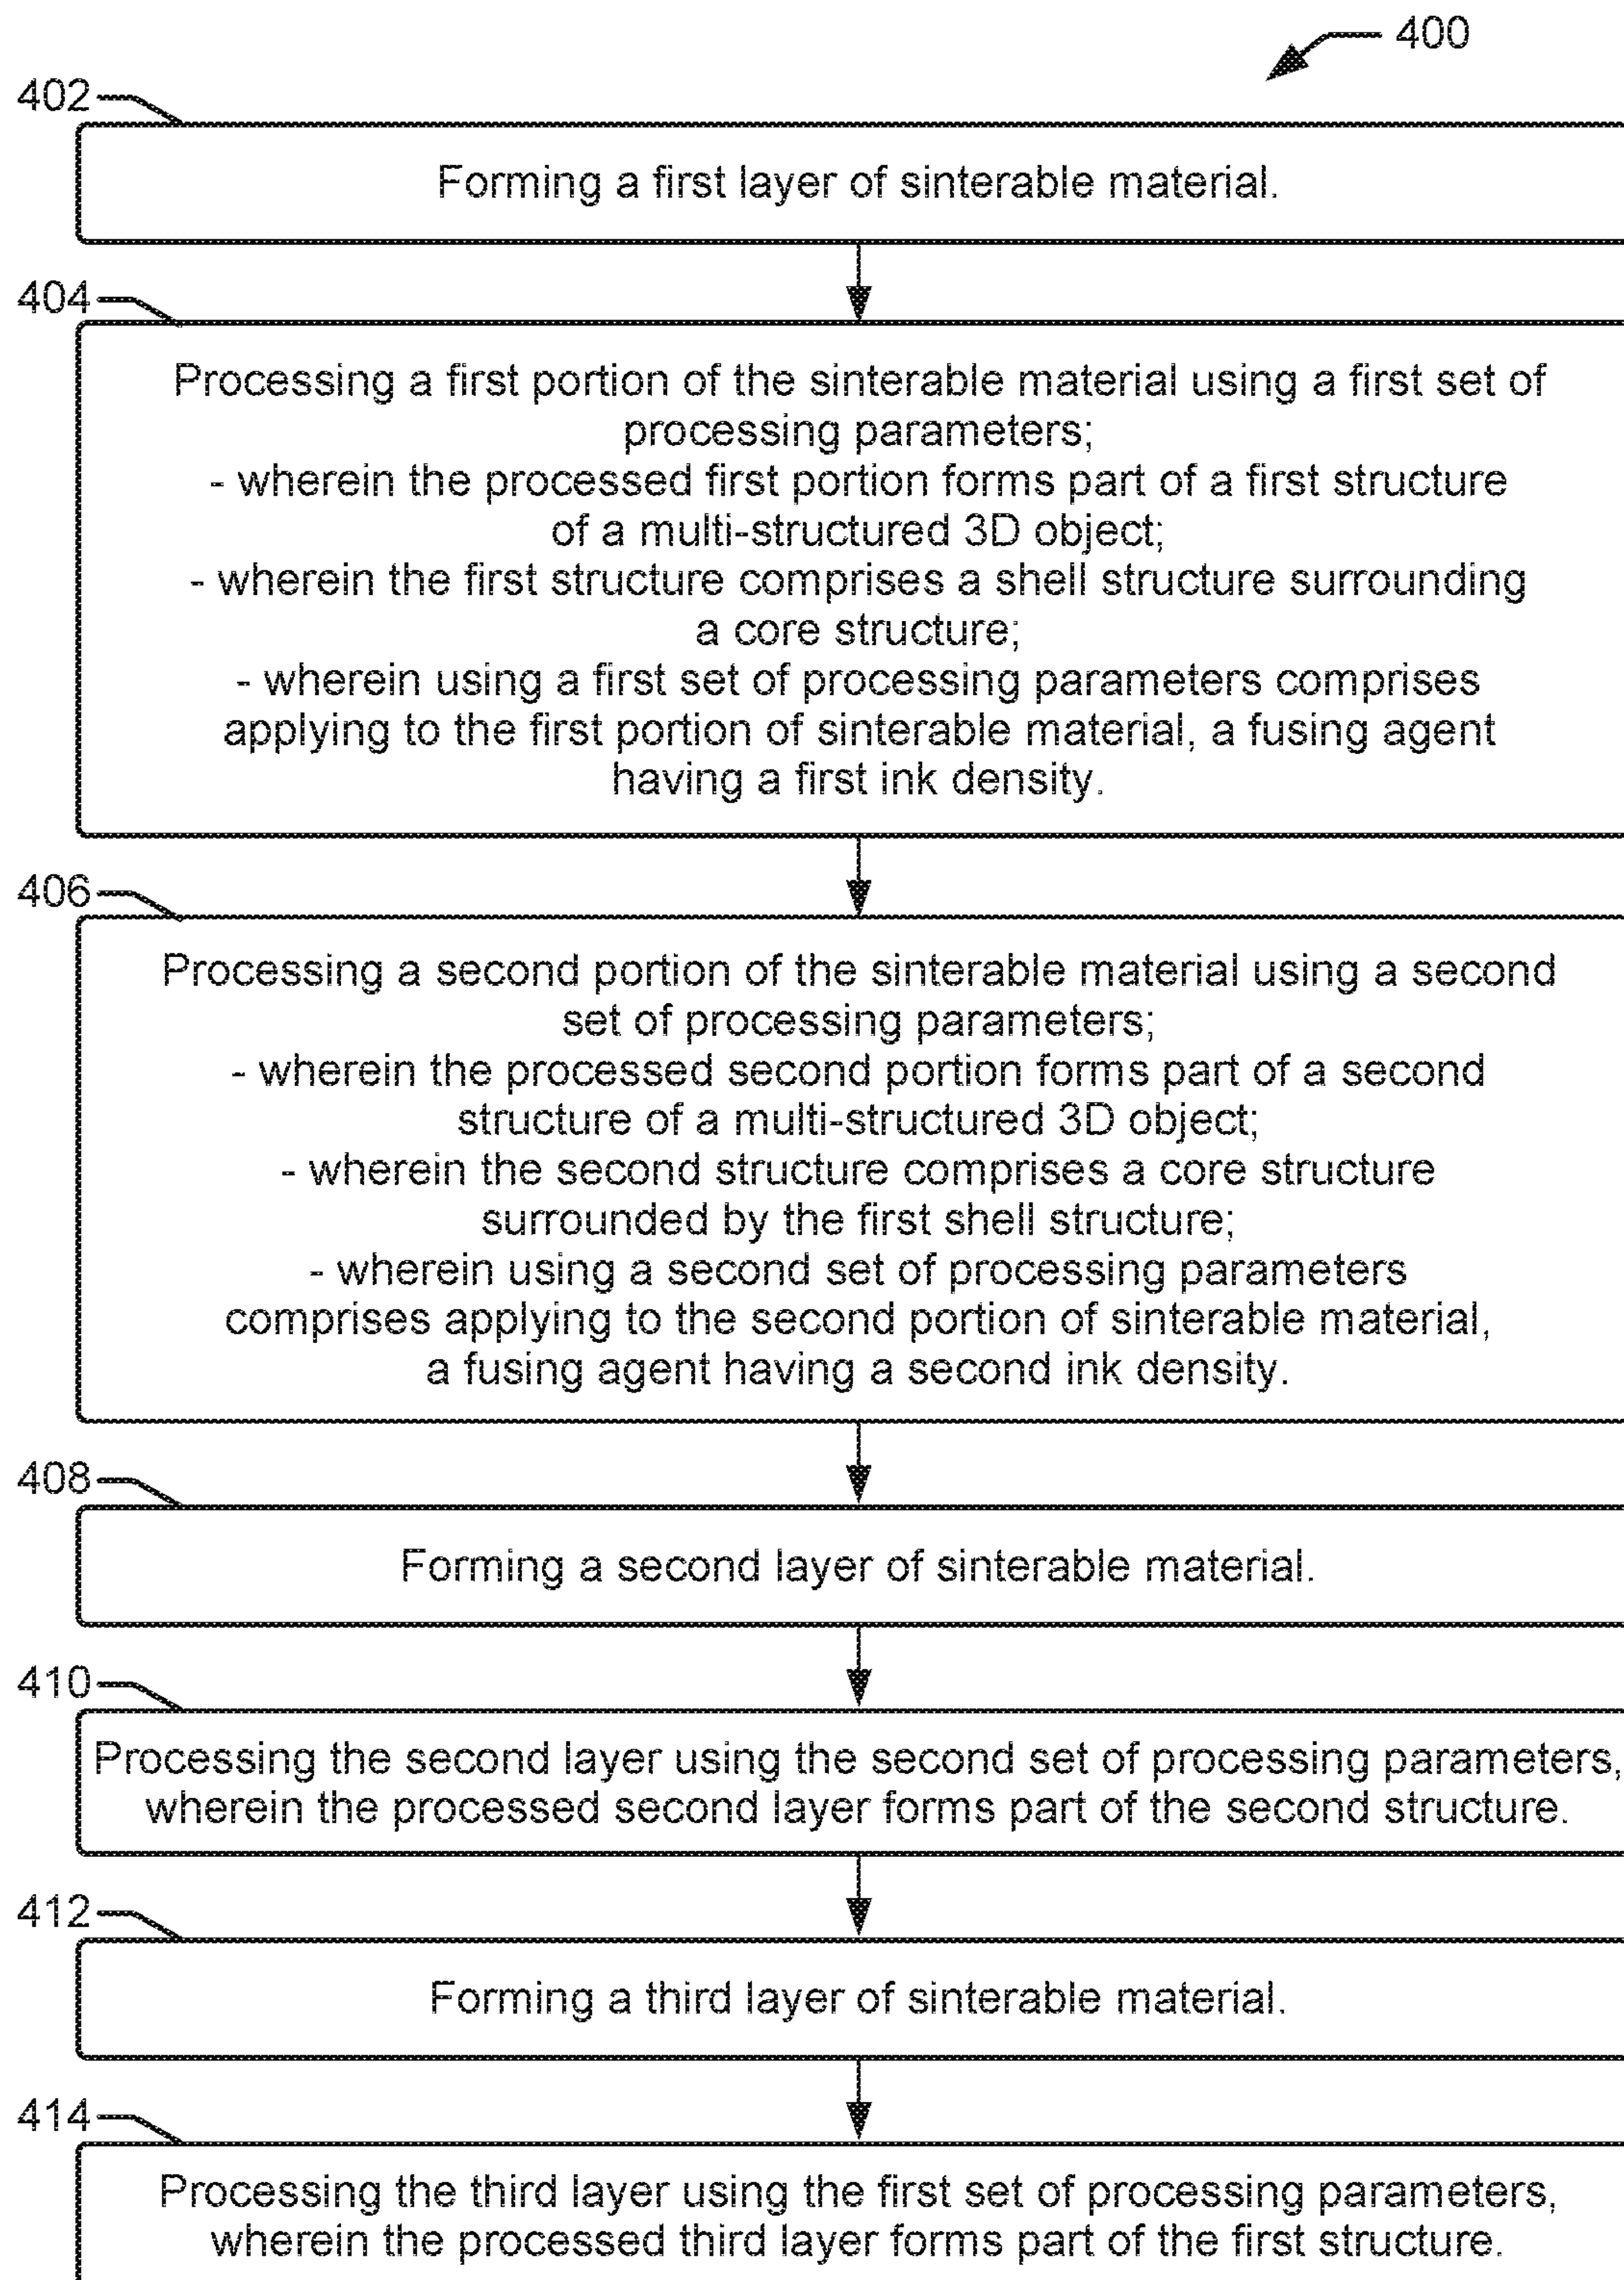 400
402
Forming a first layer of sinterable material.
404
Processing a first portion of the sinterable material using a first set of
processing parameters;
- wherein the processed first portion forms part of a first structure
of a multi-structured 3D object;
- wherein the first structure comprises a shell structure surrounding
a core structure;
- wherein using a first set of processing parameters comprises
applying to the first portion of sinterable material, a fusing agent
having a first ink density.
406
Processing a second portion of the sinterable material using a second
set of processing parameters;
- wherein the processed second portion forms part of a second
structure of a multi-structured 3D object;
- wherein the second structure comprises a core structure
surrounded by the first shell structure;
- wherein using a second set of processing parameters
comprises applying to the second portion of sinterable material,
a fusing agent having a second ink density.
408
Forming a second layer of sinterable material.
410
Processing the second layer using the second set of processing parameters,
wherein the processed second layer forms part of the second structure.
412
Forming a third layer of sinterable material.
414
Processing the third layer using the first set of processing parameters,
wherein the processed third layer forms part of the first structure.